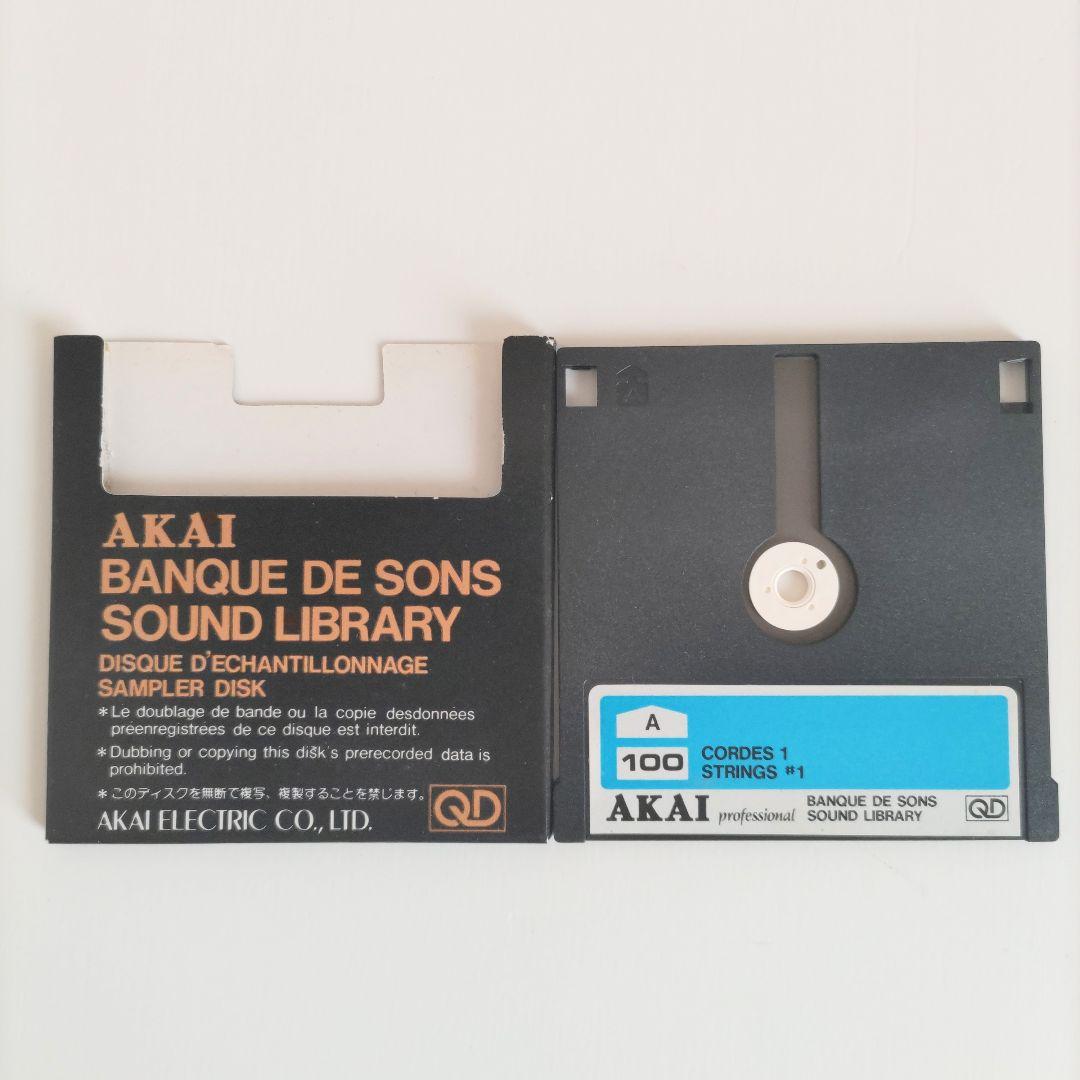 AKAI
BANQUE DE SONS
SOUND LIBRARY
DISQUE D'ECHANTILLONNAGE
SAMPLER DISK
*Le doublage de bande ou la copie desdonnées
préenregistrées de ce disque est interdit.
*Dubbing or copying this disk's prerecorded data is
prohibited.
*このディスクを無断で複写、複製することを禁じます。
AKAI ELECTRIC CO., LTD.
QD
A
A
100
CORDES 1
STRINGS #1
AKAI professional
BANQUE DE SONS
SOUND LIBRARY
QD